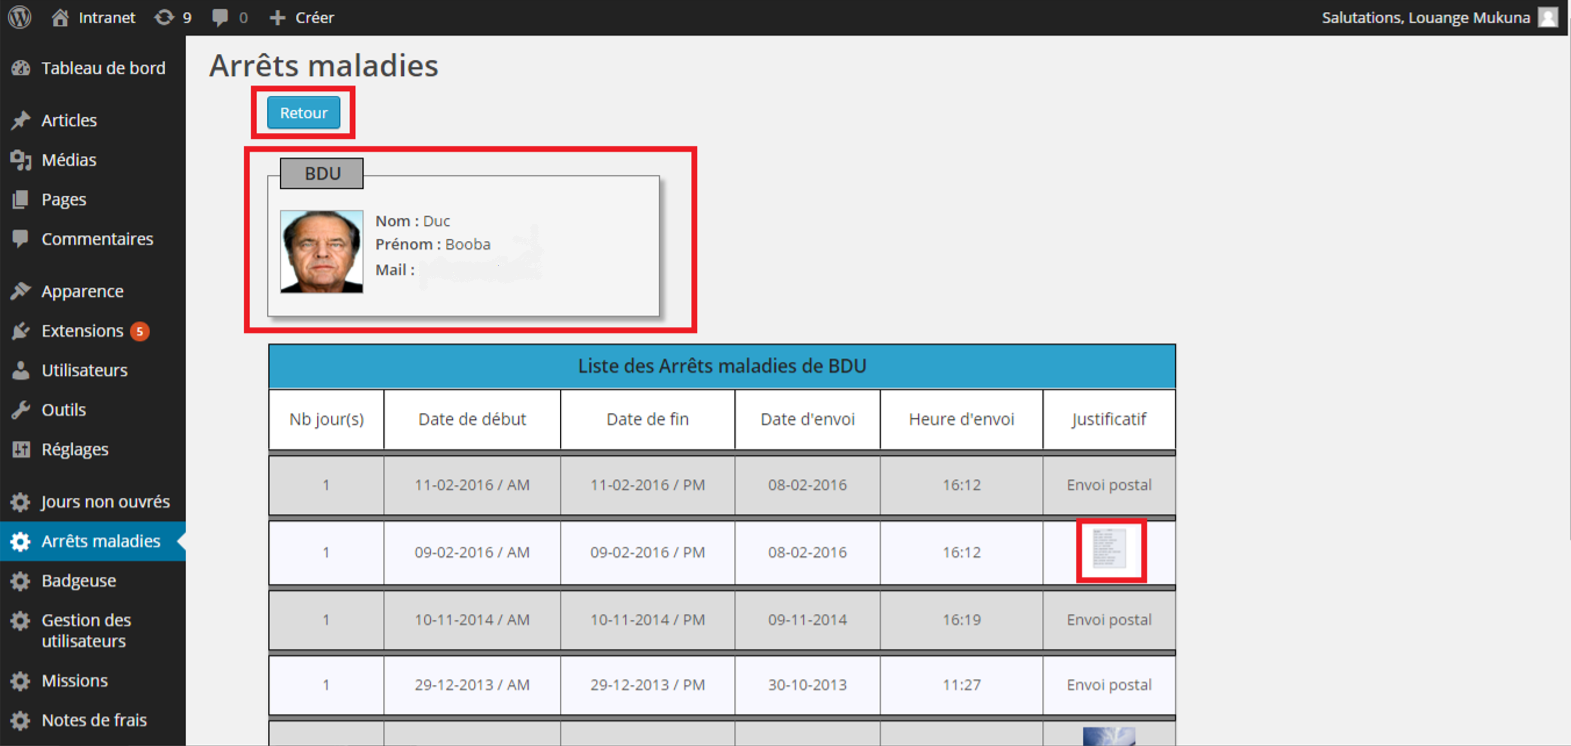 Intranet 9 0 Créer Salutations, Louange Mukuna
Tableau de bord
Articles
Médias
Pages
Commentaires
Apparence
Extensions 5
Utilisateurs
Outils
Réglages
Jours non ouvrés
Arrêts maladies
Badgeuse
Gestion des
utilisateurs
Missions
Notes de frais
Arrêts maladies
Retour
BDU
Nom : Duc
Prénom : Booba
Mail :
Liste des Arrêts maladies de BDU
Nb jour(s) Date de début Date de fin Date d'envoi Heure d'envoi Justificatif
1 11-02-2016 / AM 11-02-2016 / PM 08-02-2016 16:12 Envoi postal
1 09-02-2016 / AM 09-02-2016 / PM 08-02-2016 16:12
1 10-11-2014 / AM 10-11-2014 / PM 09-11-2014 16:19 Envoi postal
1 29-12-2013 / AM 29-12-2013 / PM 30-10-2013 11:27 Envoi postal